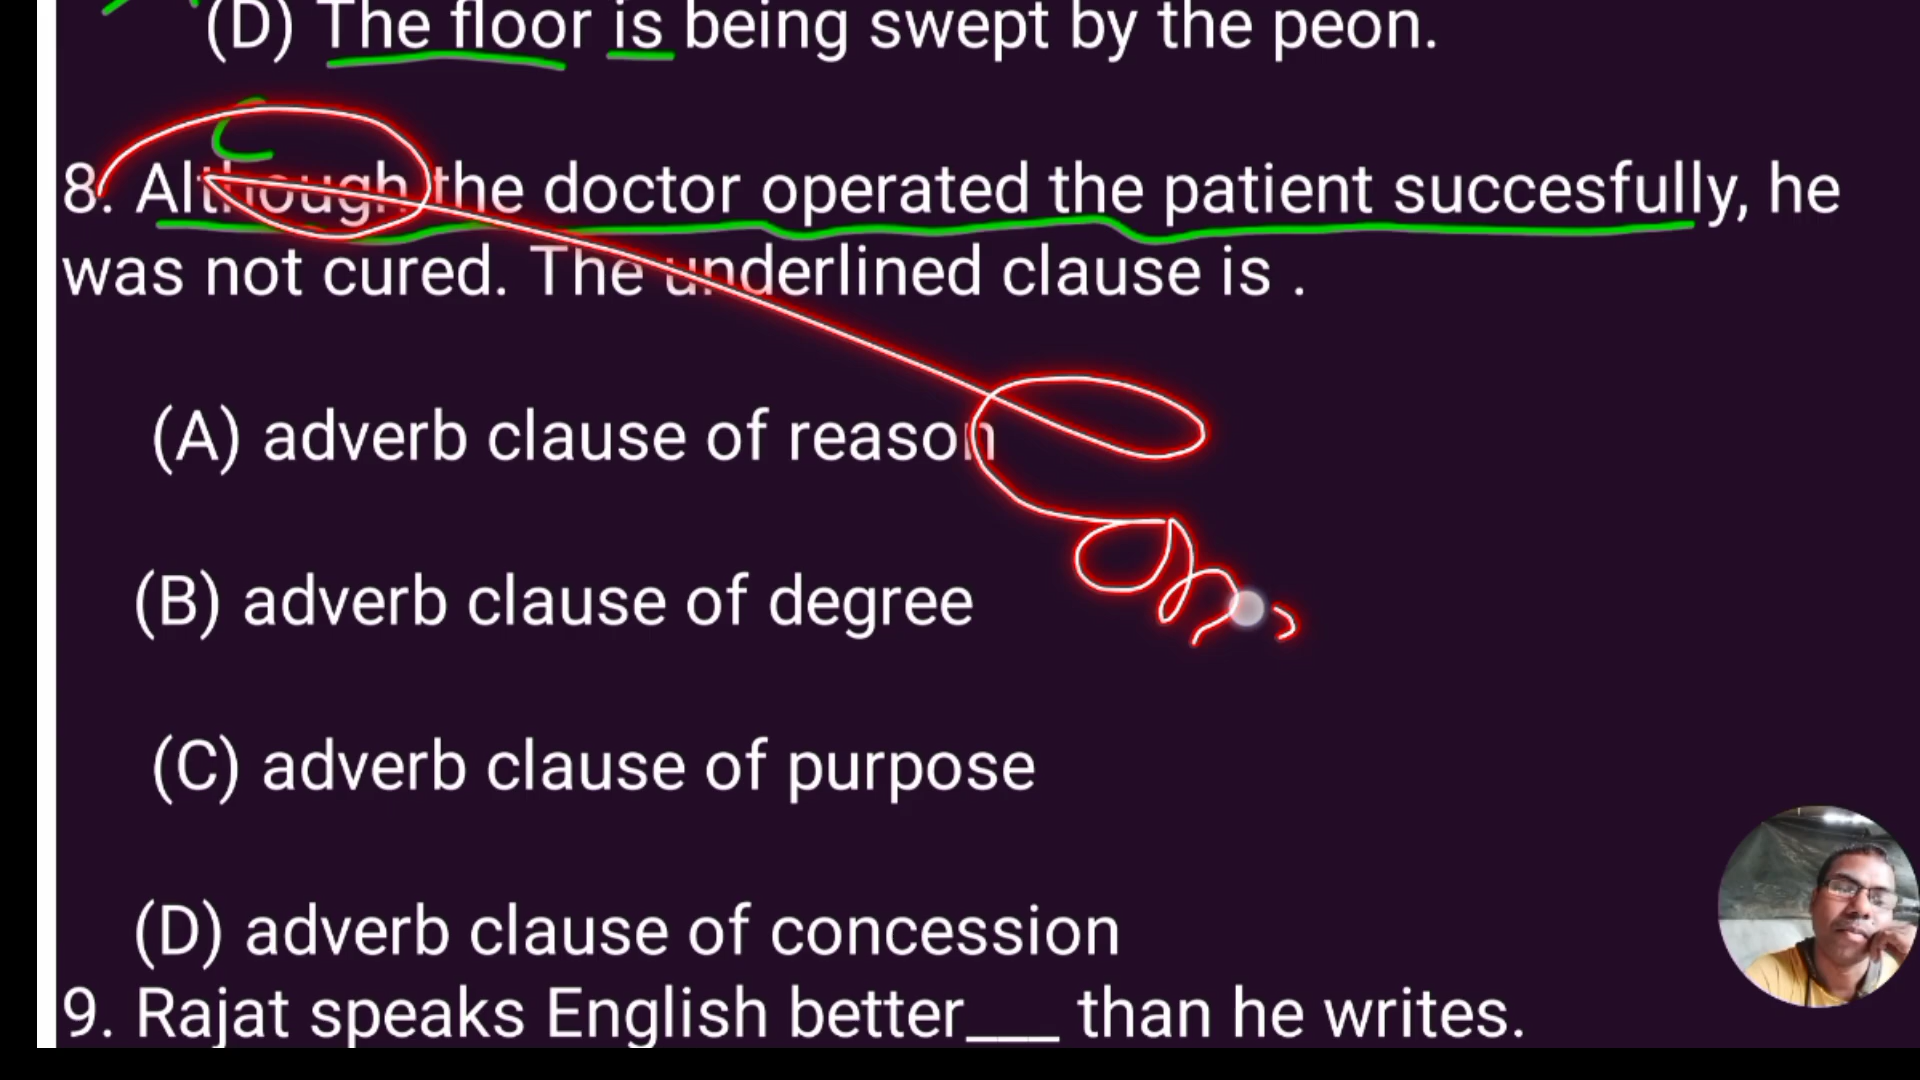 (D) The floor is being swept by the peon.
8. Although the doctor operated the patient succesfully, he
was not cured. The underlined clause is .
(A) adverb clause of reason
(B) adverb clause of degree
(C) adverb clause of purpose
(D) adverb clause of concession
9. Rajat speaks English better___ than he writes.